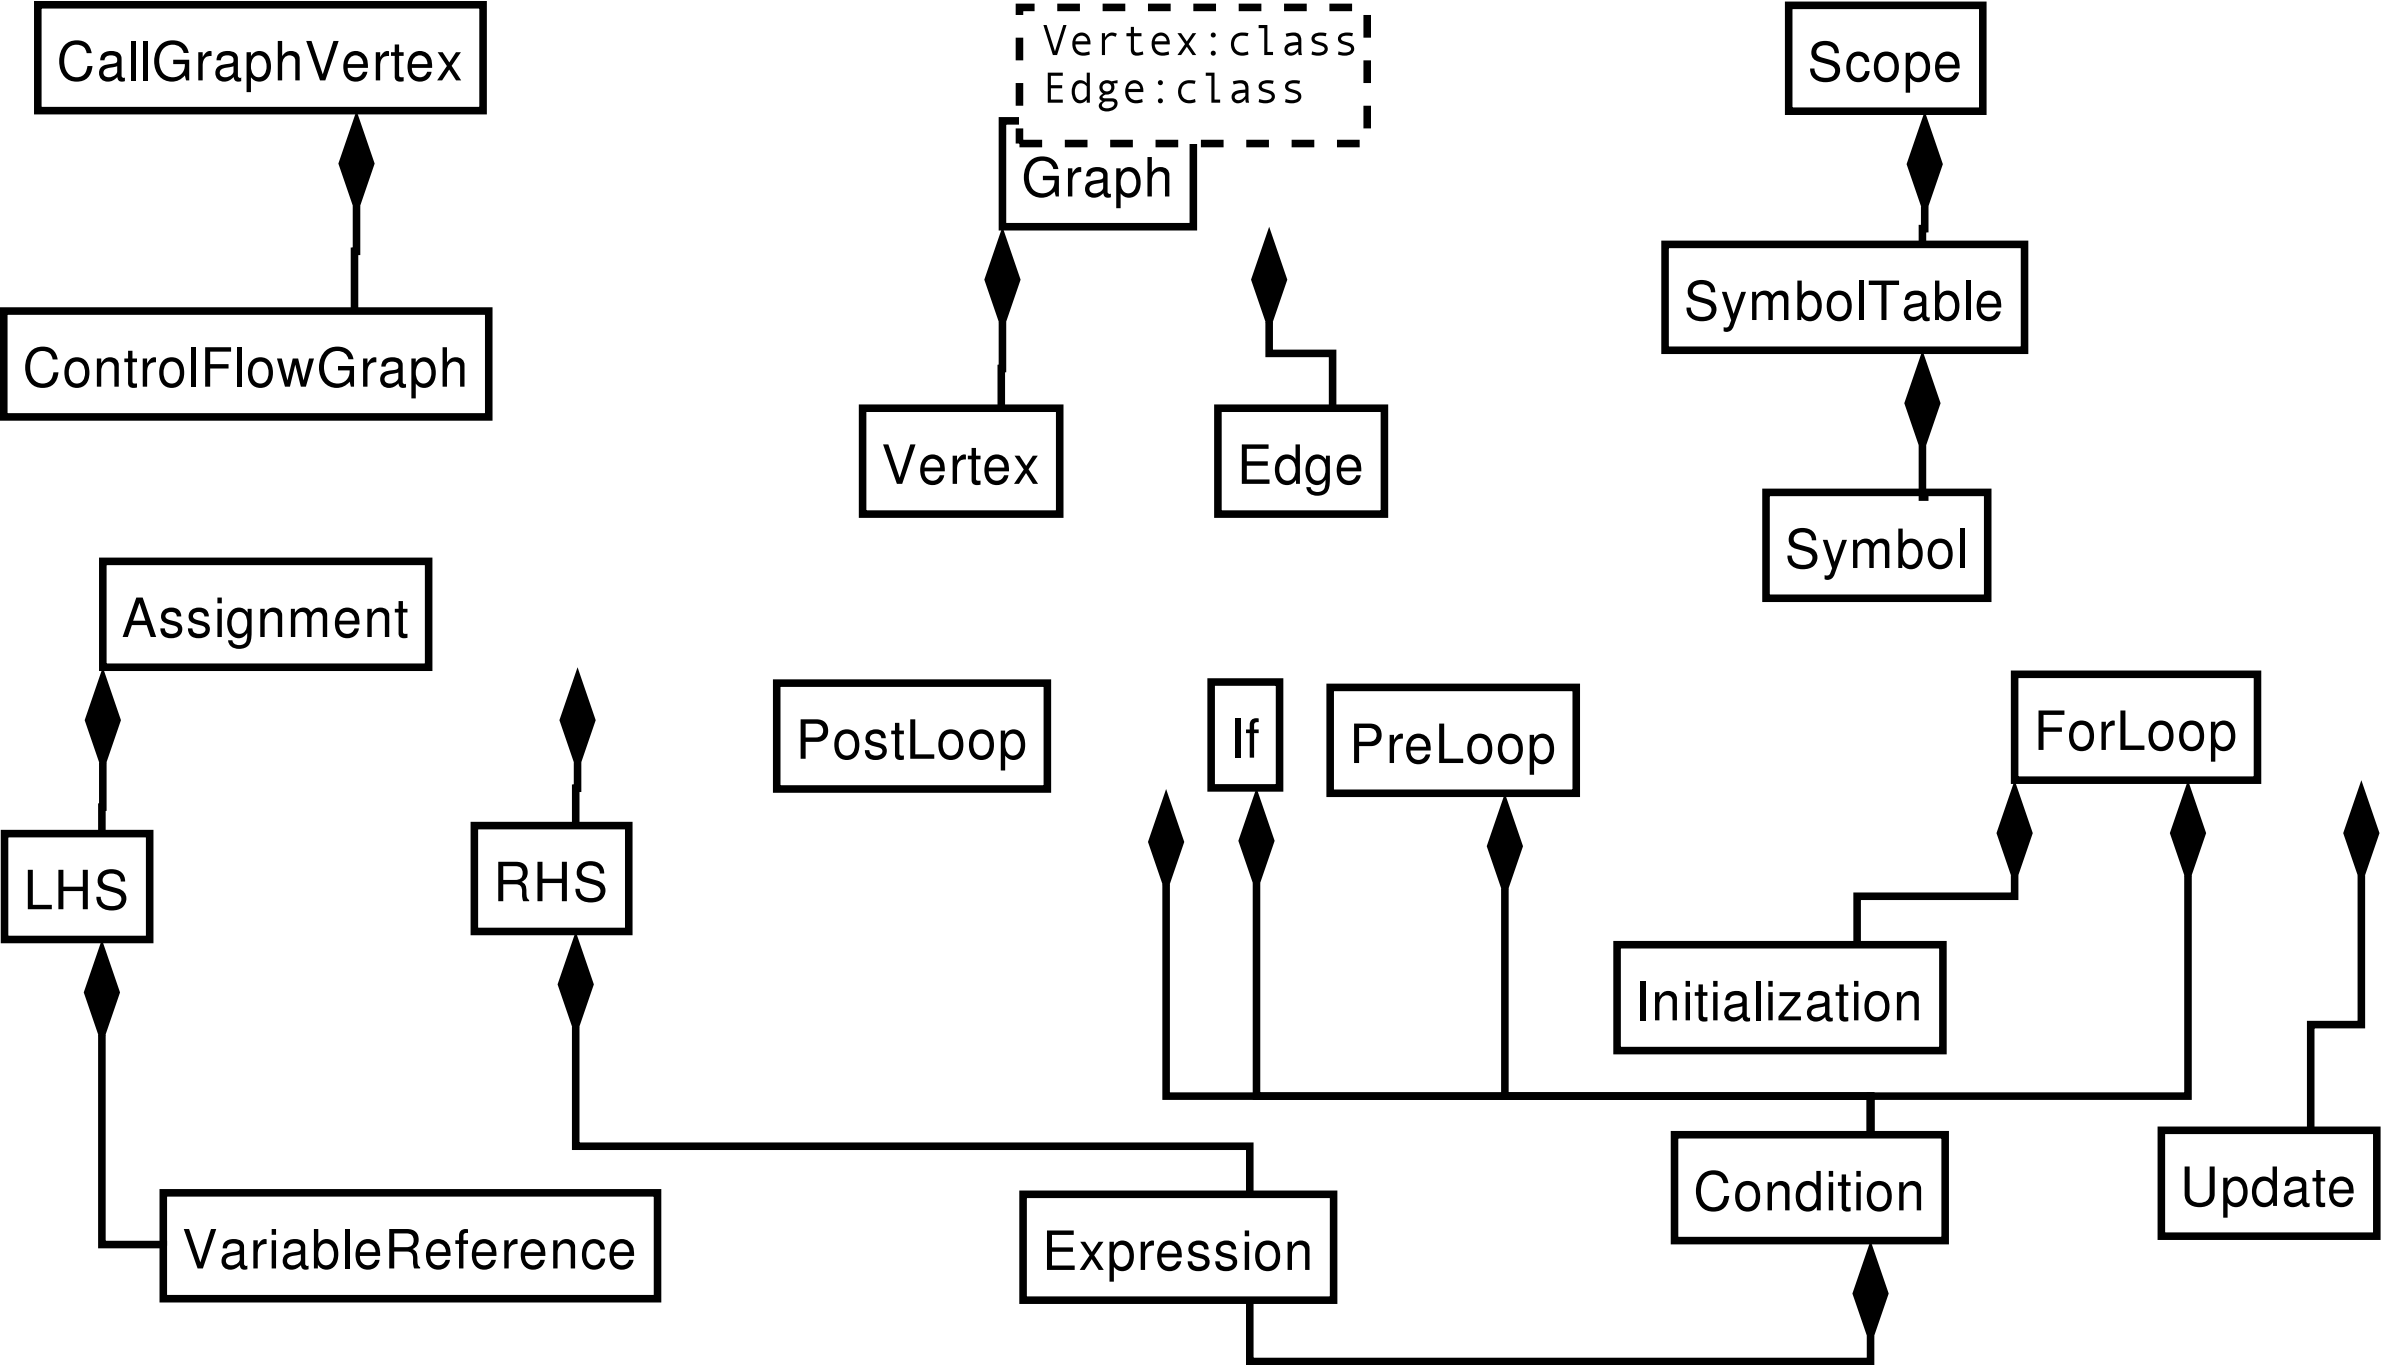 CallGraphVertex
Vertex:class
Edge:class
Graph
Scope
ControlFlowGraph
SymbolTable
Vertex
Edge
Symbol
Assignment
PostLoop
If
PreLoop
ForLoop
LHS
RHS
Initialization
Condition
Update
VariableReference
Expression